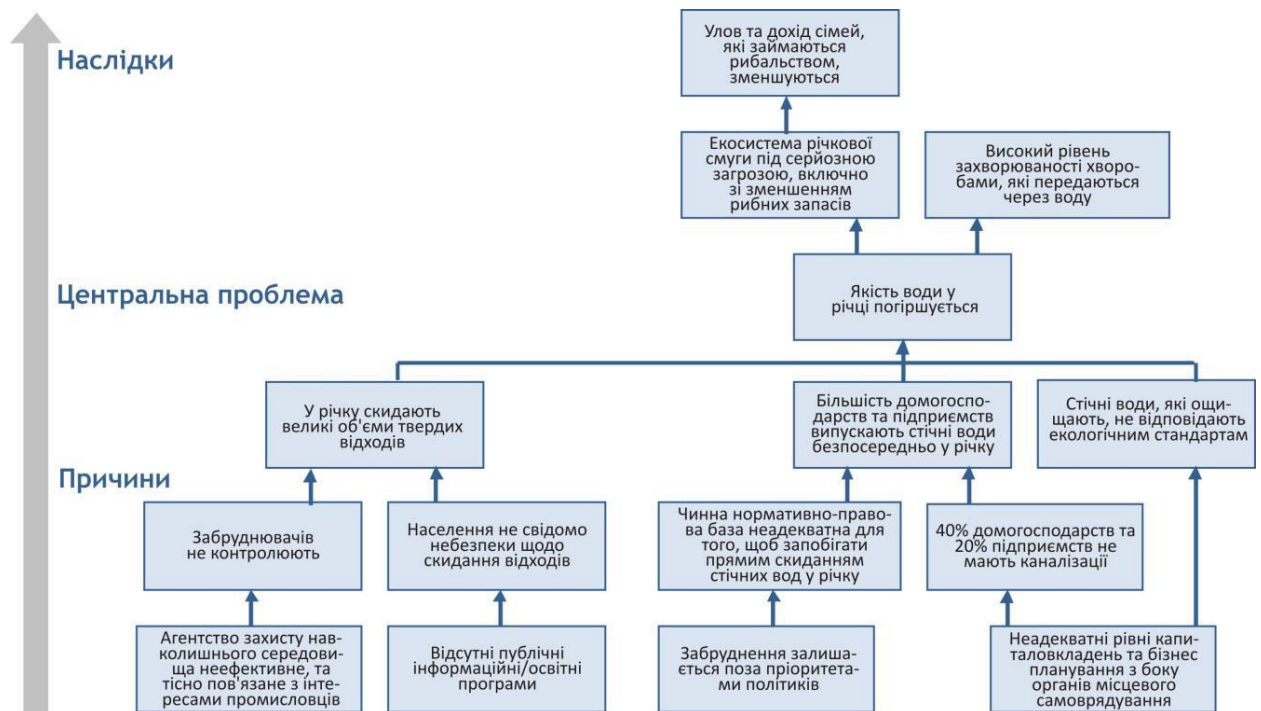 Наслідки
Улов та дохід сімей,
які займаються
рибальством,
зменшуються
Екосистема річкової
смуги під серйозною
загрозою, включно
зі зменшенням
рибних запасів
Високий рівень
захворюваності хворо-
бами, які передаються
через воду
Центральна проблема
Якість води у
річці погіршується
У річку скидають
великі об'єми твердих
відходів
Більшість домогоспо-
дарств та підприємств
випускають стічні води
безпосередньо у річку
Стічні води, які ощи-
щають, не відповідають
екологічним стандартам
Причини
Забруднювачів
не контролюють
Населення не свідомо
небезпеки щодо
скидання відходів
Чинна нормативно-право-
ва база неадекватна для
того, щоб запобігати
прямим скиданням
стічних вод у річку
40% домогосподарств та
20% підприємств не
мають каналізації
Агентство захисту нав-
колишнього середови-
ща неефективне, та
тісно пов'язане з інте-
ресами промисловців
Відсутні публічні
інформаційні/освітні
програми
Забруднення залиша-
ється поза пріоритета-
ми політиків
Неадекватні рівні капи-
таловкладень та бізнес
планування з боку
органів місцевого
самоврядування